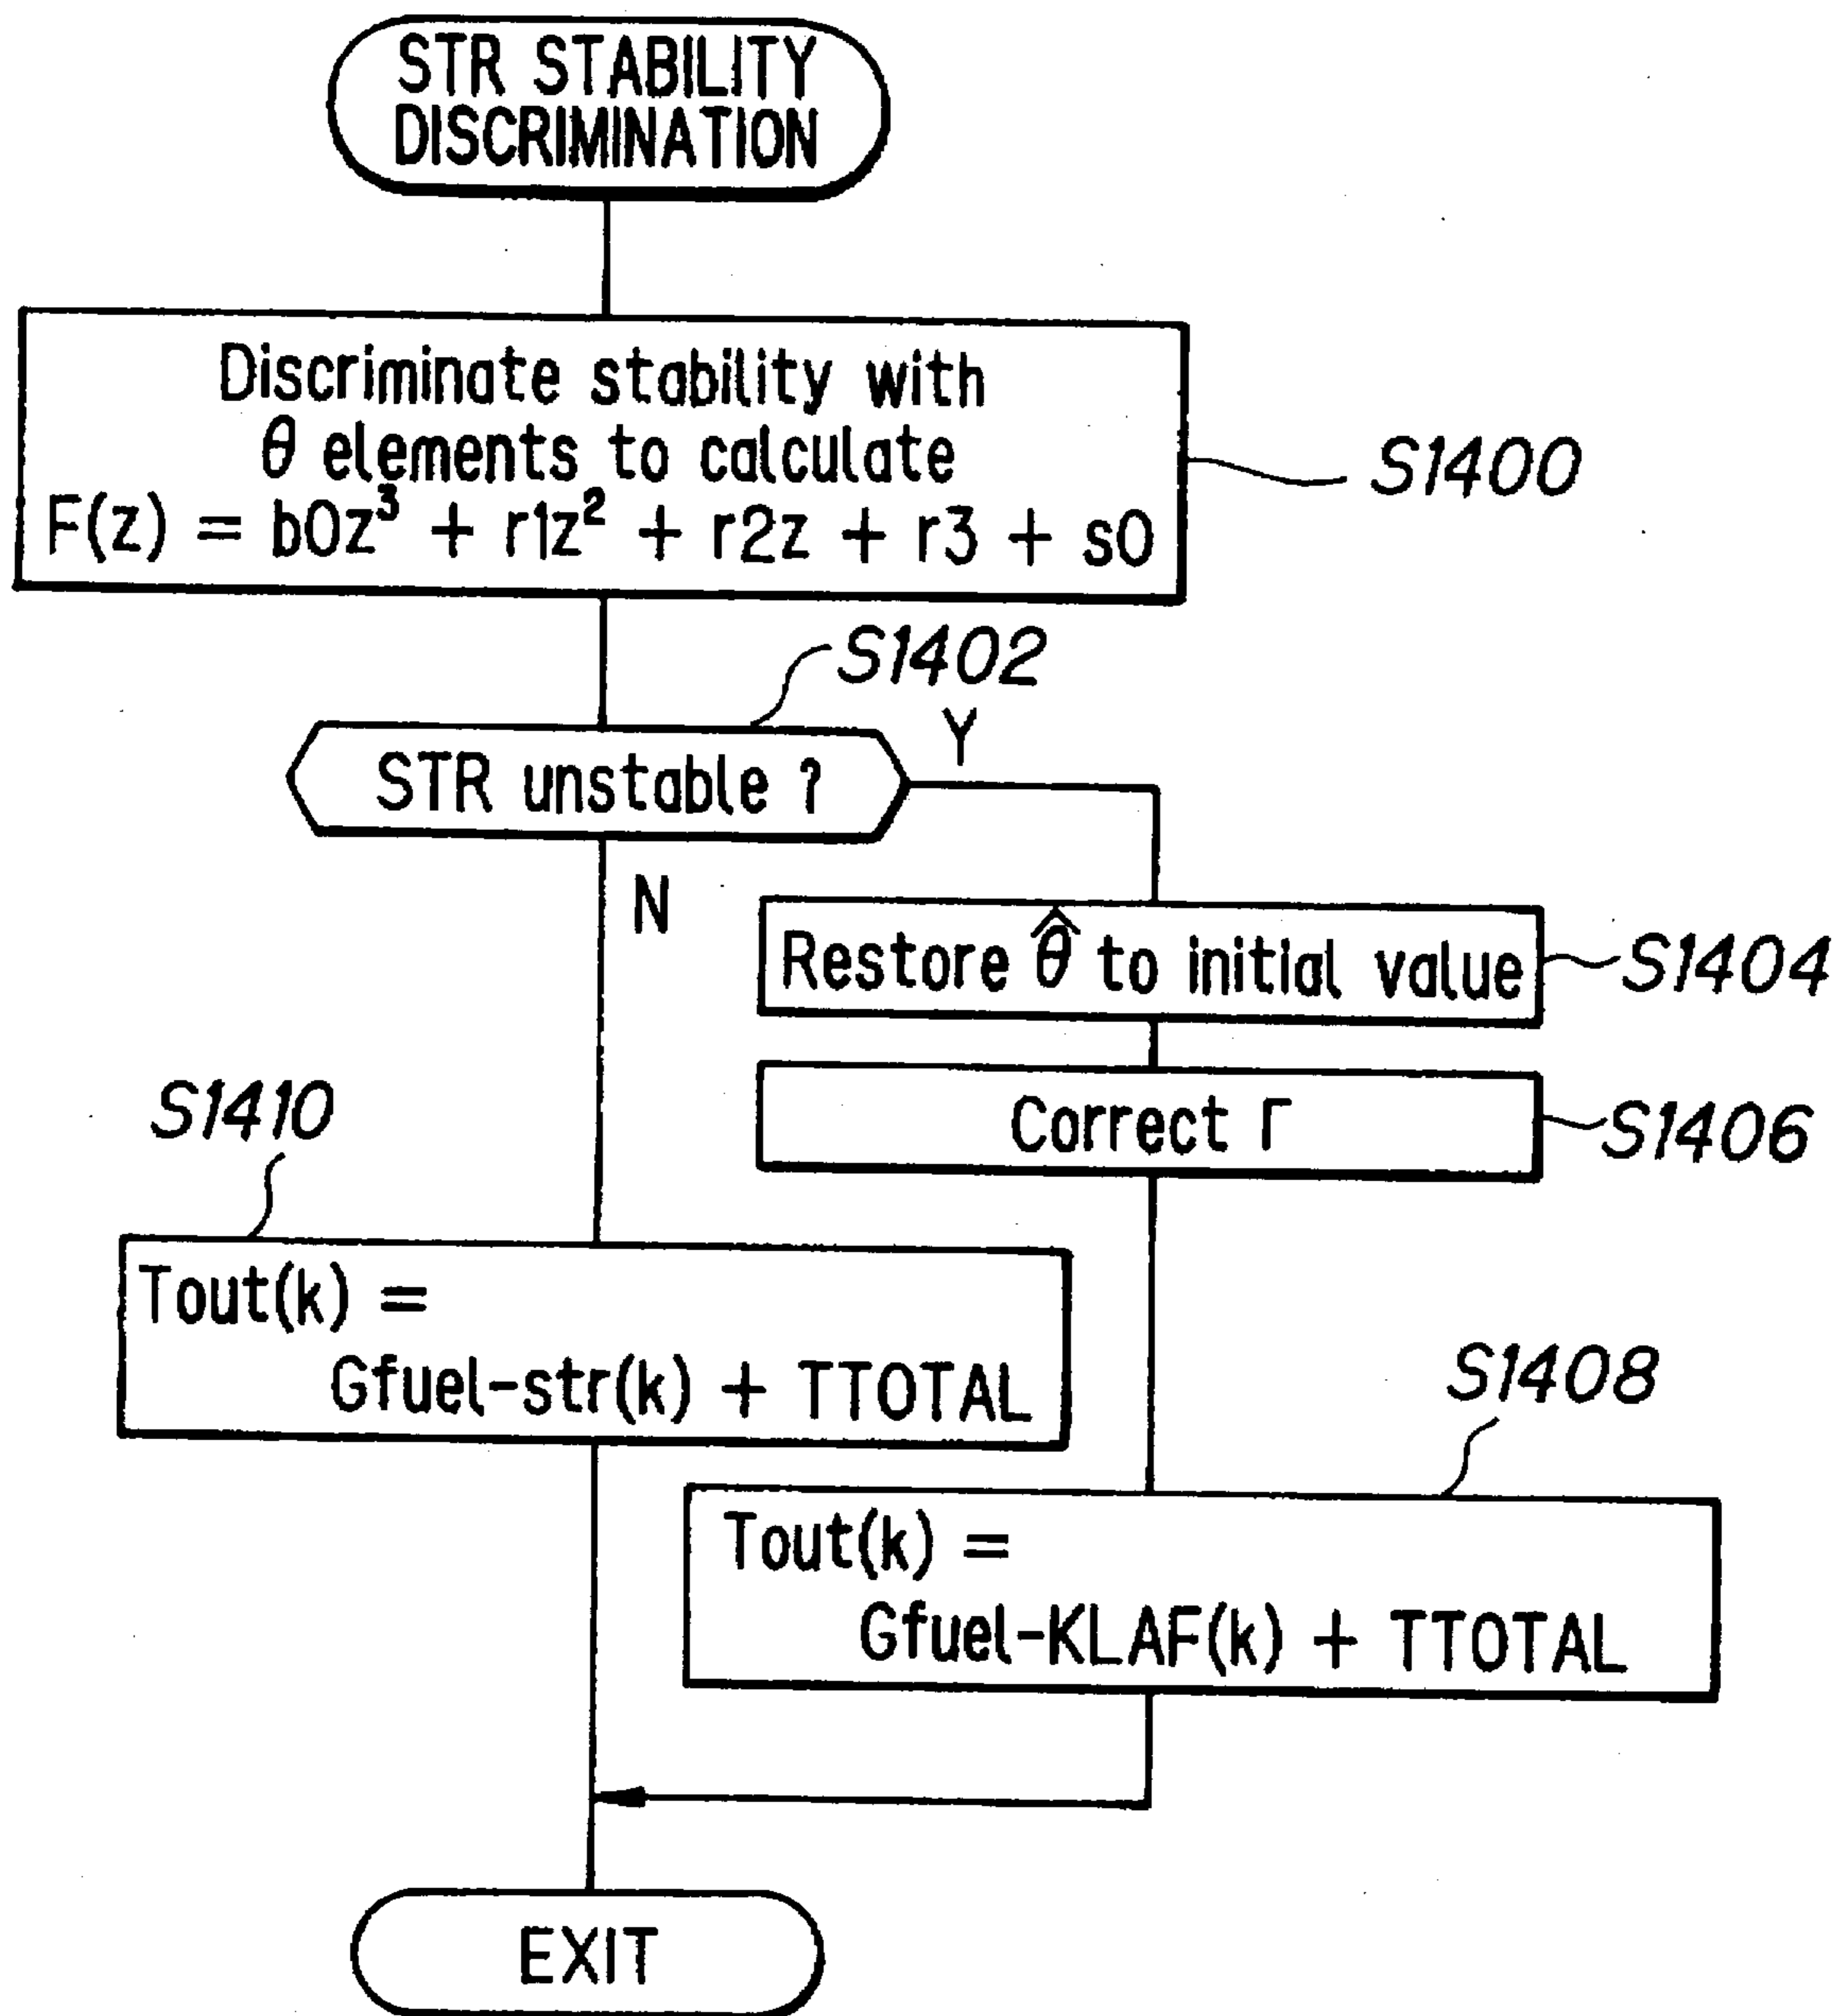 STR STABILITY
DISCRIMINATION
Discriminate stability with
θ elements to calculate
F(z) = b0z³ + r1z² + r2z + r3 + s0
S1400
S1402
STR unstable ?
Y
N
Restore θ̂ to initial value
S1404
Correct Γ
S1406
S1410
Tout(k) =
Gfuel-str(k) + TTOTAL
S1408
Tout(k) =
Gfuel-KLAF(k) + TTOTAL
EXIT